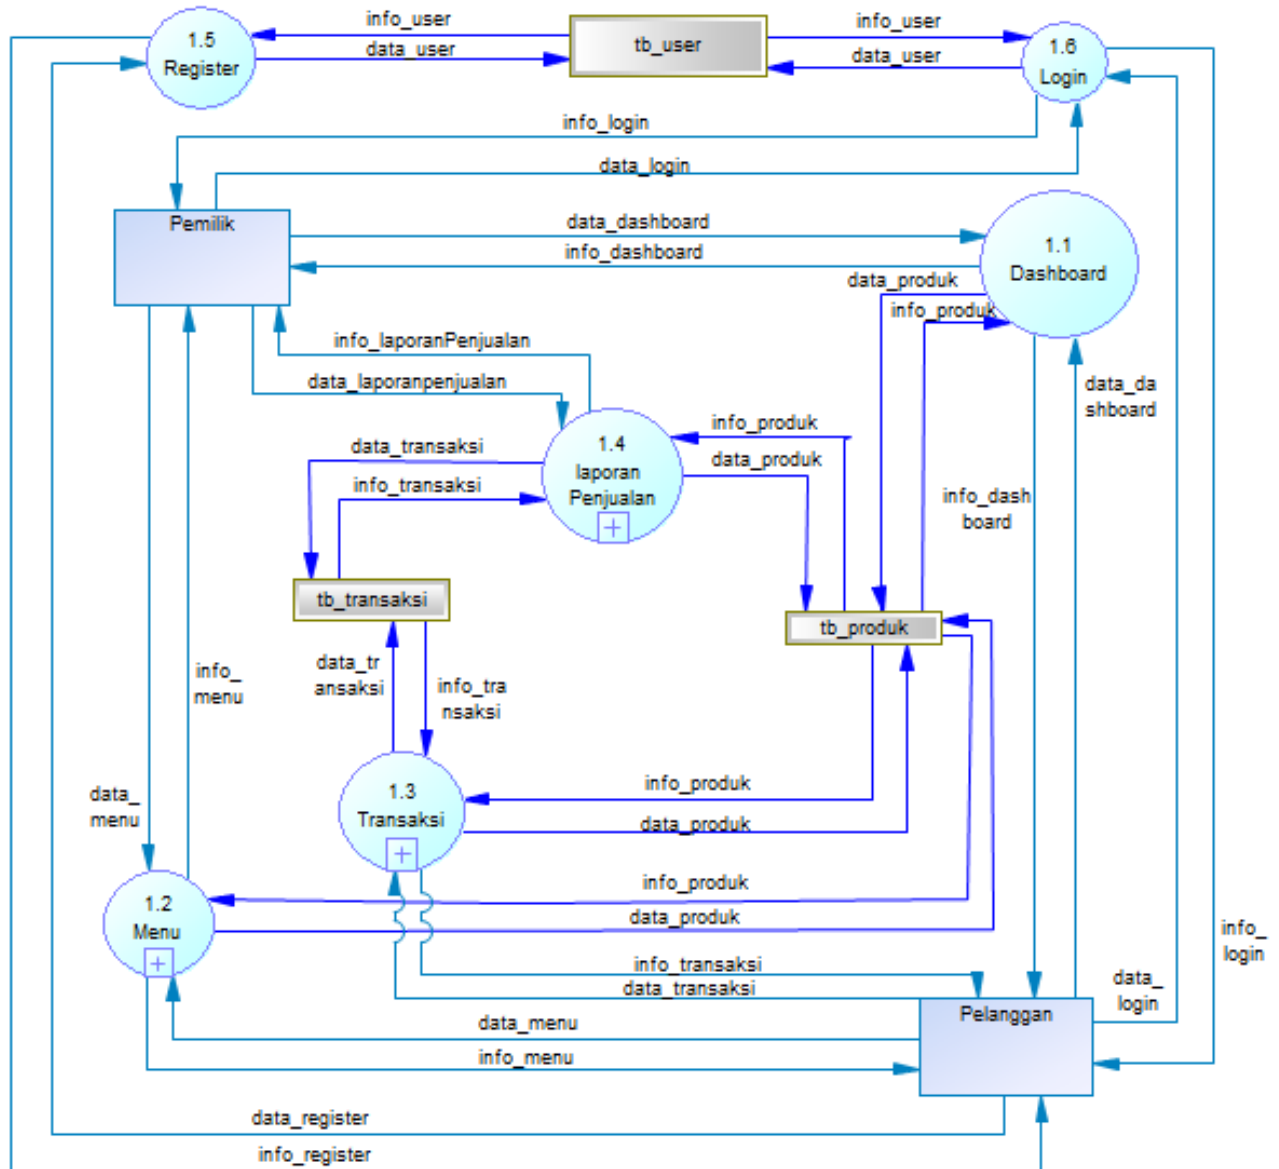 info_user
info_user
1.5
Register
data_user
tb_user
data_user
1.6
Login
info_login
data_login
Pemilik
data_dashboard
info_dashboard
1.1
Dashboard
data_produk
info_produk
info_laporanPenjualan
data_laporanpenjualan
data_da
shboard
info_produk
data_produk
1.4
laporan
Penjualan
data_transaksi
info_transaksi
info_dash
board
tb_transaksi
tb_produk
info_
menu
data_tr
ansaksi
info_tra
nsaksi
data_
menu
1.3
Transaksi
info_produk
data_produk
info_produk
data_produk
1.2
Menu
info_transaksi
data_transaksi
info_
login
data_
login
Pelanggan
data_menu
info_menu
data_register
info_register